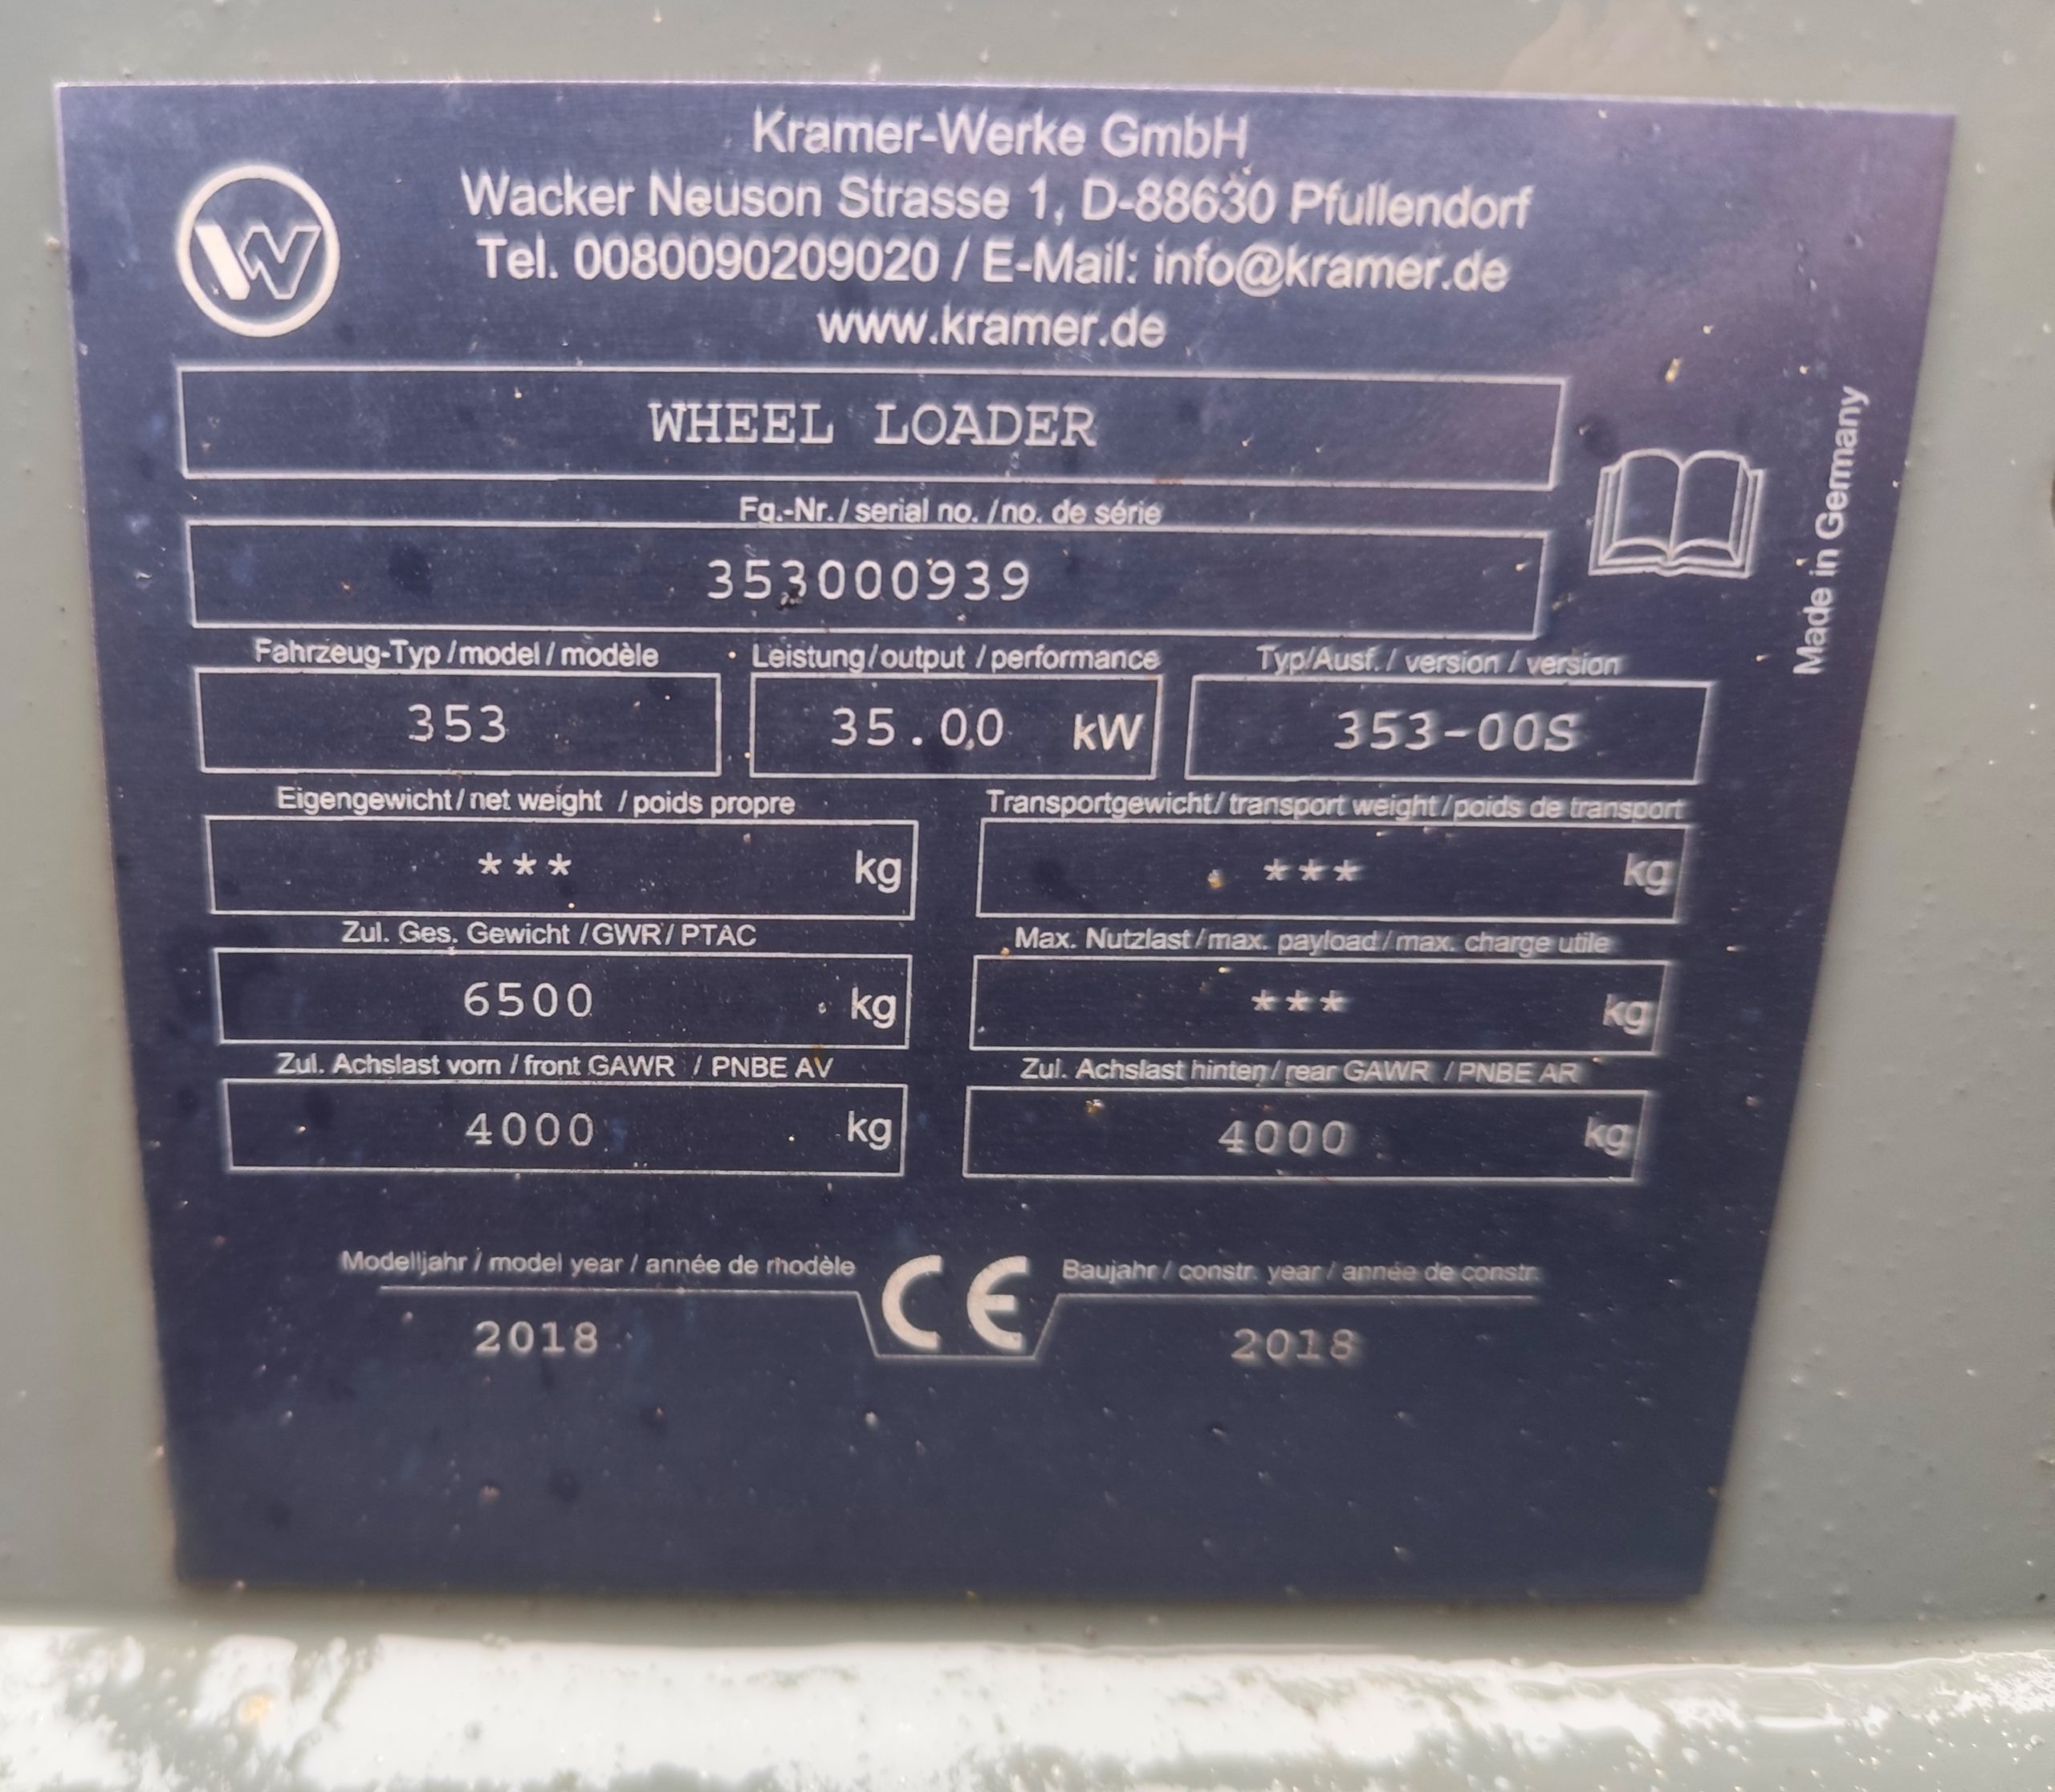 Kramer-Werke GmbH
Wacker Neuson Strasse 1, D-88630 Pfullendorf
Tel. 0080090209020 / E-Mail: info@kramer.de
www.kramer.de
WHEEL LOADER
Fg.-Nr. / serial no. / no. de série
353000939
Made in Germany
Fahrzeug-Typ / model / modèle Leistung / output / performance Typ/Ausf. / version / version
353 35.00 kW 353-00S
Eigengewicht / net weight / poids propre Transportgewicht / transport weight / poids de transport
*** kg *** kg
Zul. Ges. Gewicht / GWR / PTAC Max. Nutzlast / max. payload / max. charge utile
6500 kg *** kg
Zul. Achslast vorn / front GAWR / PNBE AV Zul. Achslast hinten / rear GAWR / PNBE AR
4000 kg 4000 kg
Modelljahr / model year / année de modèle CE Baujahr / constr. year / année de constr.
2018 2018